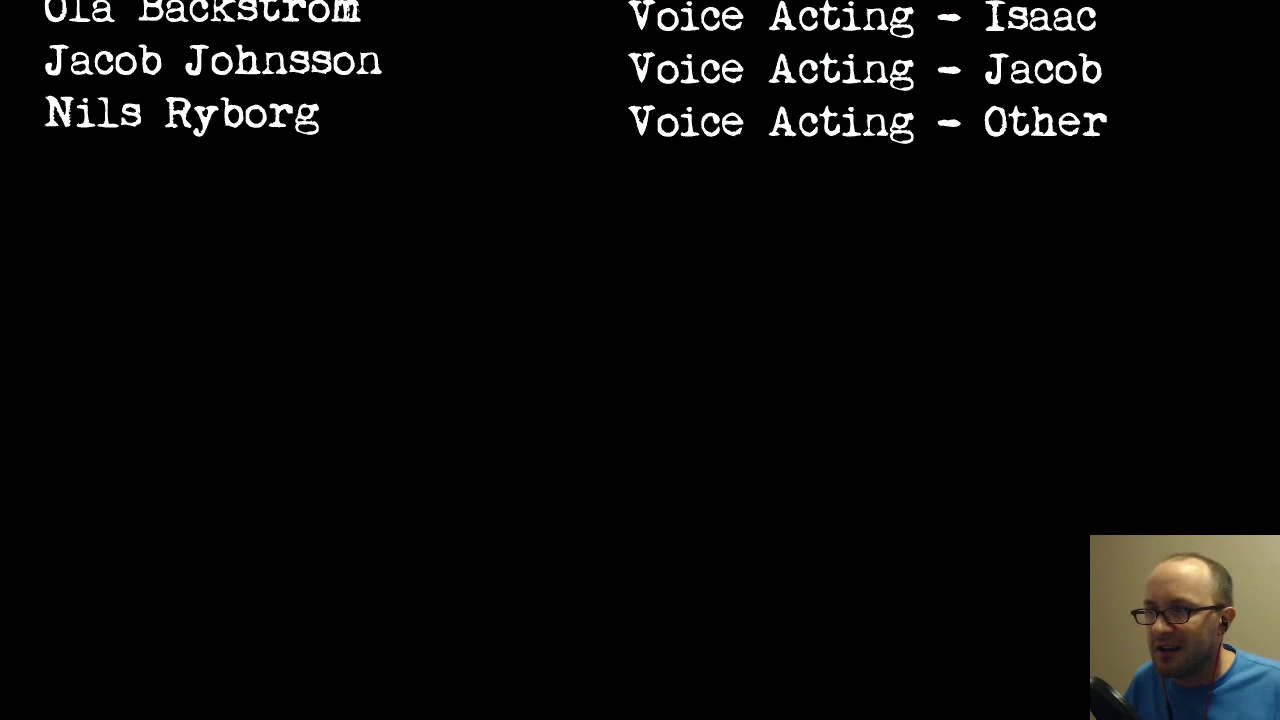 Ola Backstrom Voice Acting - Isaac
Jacob Johnsson Voice Acting - Jacob
Nils Ryborg Voice Acting - Other